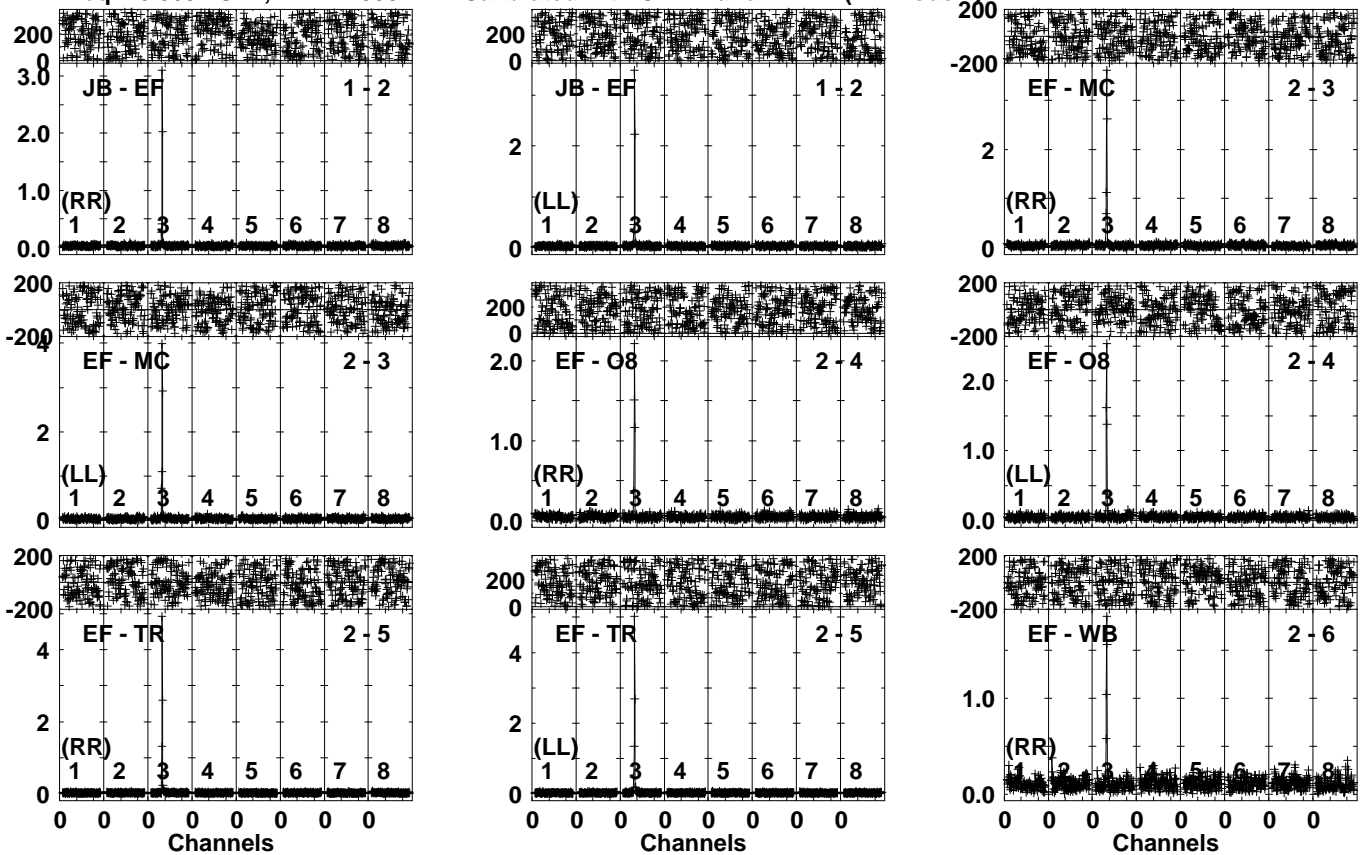 200
0
200
0
200
-200
3.0
2.0
1.0
0.0
JB - EF 1 - 2
(RR)
1 2 3 4 5 6 7 8
2
0
JB - EF 1 - 2
(LL)
1 2 3 4 5 6 7 8
2
0
EF - MC 2 - 3
(RR)
1 2 3 4 5 6 7 8
200
-200
4
2
0
EF - MC 2 - 3
(LL)
1 2 3 4 5 6 7 8
200
0
2.0
1.0
0.0
EF - O8 2 - 4
(RR)
1 2 3 4 5 6 7 8
200
-200
2.0
1.0
0.0
EF - O8 2 - 4
(LL)
1 2 3 4 5 6 7 8
200
-200
4
2
0
EF - TR 2 - 5
(RR)
1 2 3 4 5 6 7 8
0 0 0 0 0 0 0 0
Channels
200
0
4
2
0
EF - TR 2 - 5
(LL)
1 2 3 4 5 6 7 8
0 0 0 0 0 0 0 0
Channels
200
-200
1.0
0.0
EF - WB 2 - 6
(RR)
1 2 3 4 5 6 7 8
0 0 0 0 0 0 0 0
Channels